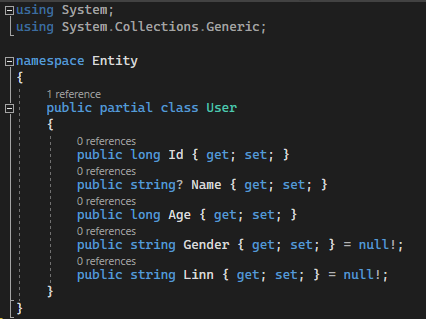 using System;
using System.Collections.Generic;
namespace Entity
{
1 reference
public partial class User
{
0 references
public long Id { get; set; }
0 references
public string? Name { get; set; }
0 references
public long Age { get; set; }
0 references
public string Gender { get; set; } = null!;
0 references
public string Linn { get; set; } = null!;
}
}